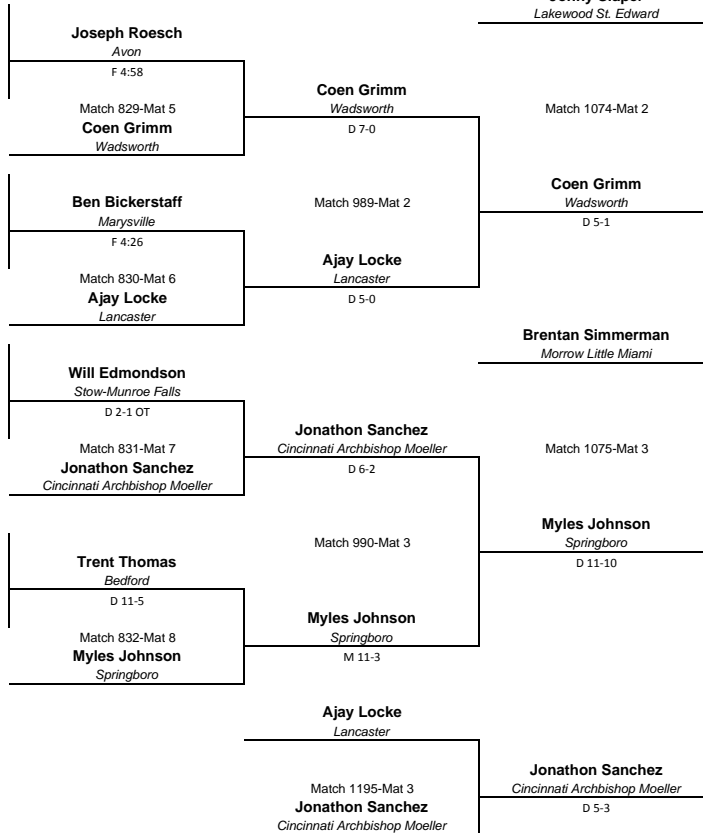 Lakewood St. Edward
Joseph Roesch
Avon
F 4:58
Match 829-Mat 5
Coen Grimm
Wadsworth
Coen Grimm
Wadsworth
D 7-0
Match 1074-Mat 2
Ben Bickerstaff
Marysville
F 4:26
Match 830-Mat 6
Ajay Locke
Lancaster
Match 989-Mat 2
Ajay Locke
Lancaster
D 5-0
Coen Grimm
Wadsworth
D 5-1
Brentan Simmerman
Morrow Little Miami
Will Edmondson
Stow-Munroe Falls
D 2-1 OT
Match 831-Mat 7
Jonathon Sanchez
Cincinnati Archbishop Moeller
Jonathon Sanchez
Cincinnati Archbishop Moeller
D 6-2
Match 1075-Mat 3
Trent Thomas
Bedford
D 11-5
Match 832-Mat 8
Myles Johnson
Springboro
Match 990-Mat 3
Myles Johnson
Springboro
M 11-3
Myles Johnson
Springboro
D 11-10
Ajay Locke
Lancaster
Match 1195-Mat 3
Jonathon Sanchez
Cincinnati Archbishop Moeller
Jonathon Sanchez
Cincinnati Archbishop Moeller
D 5-3